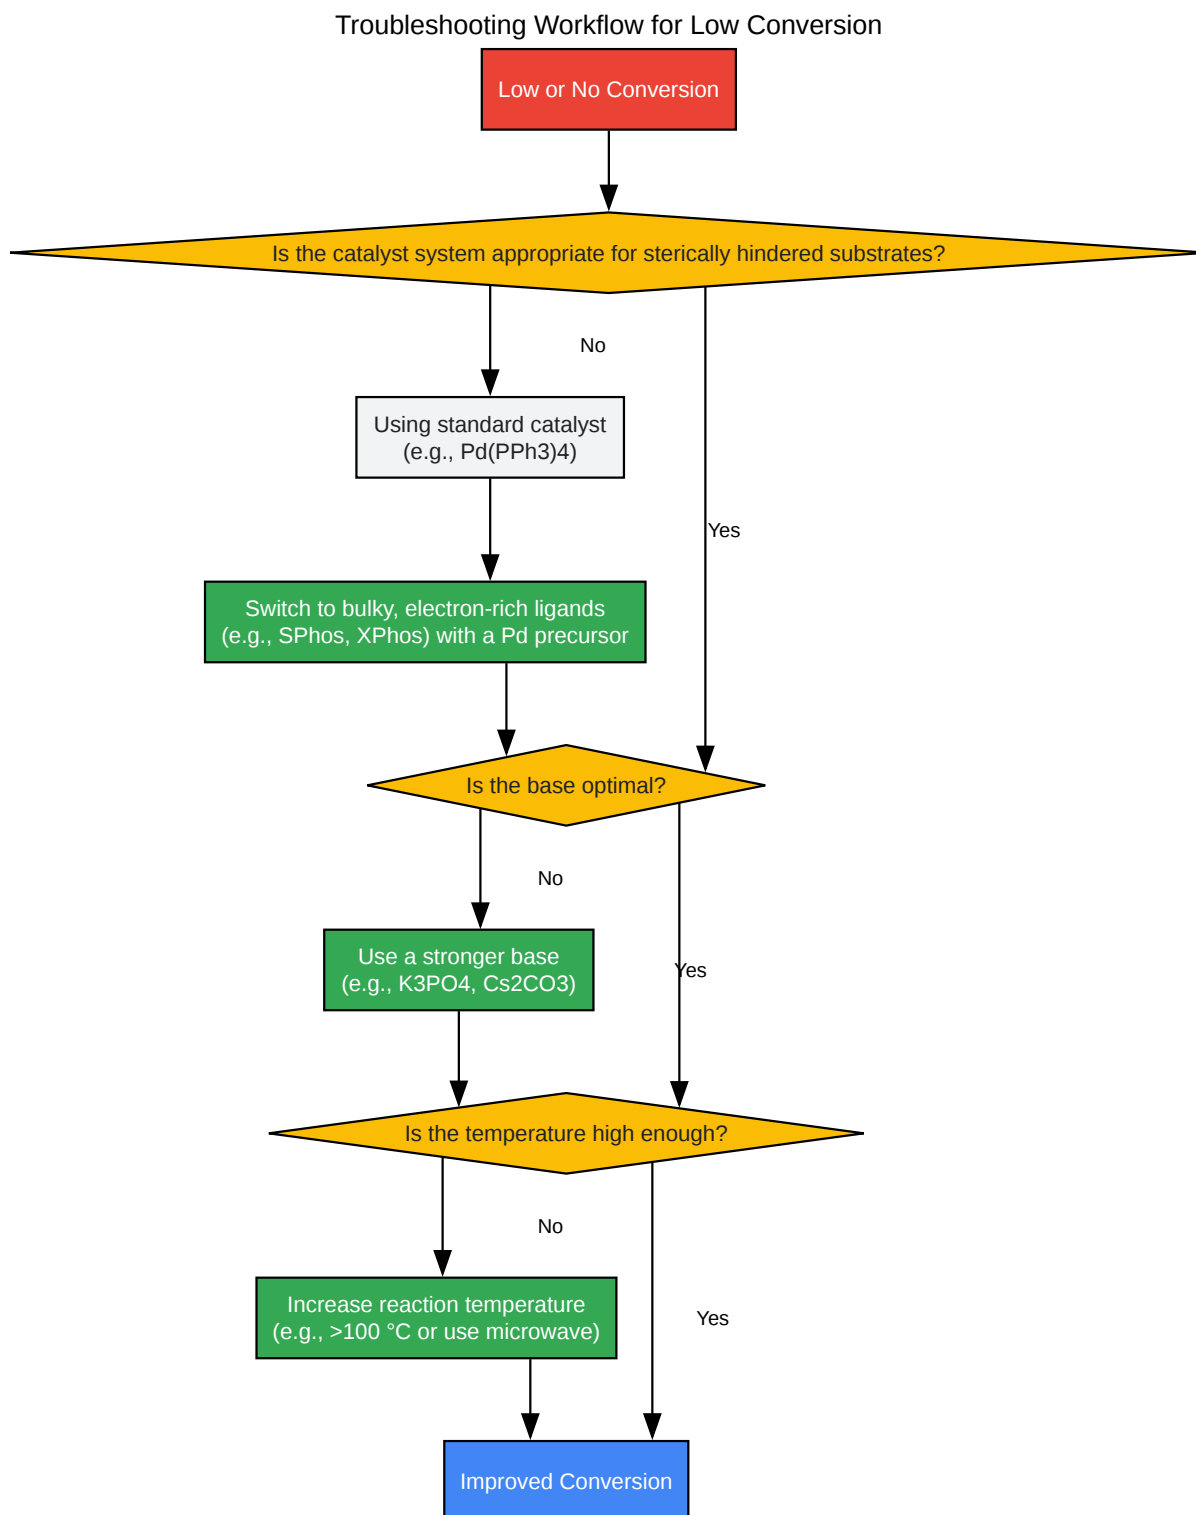 Troubleshooting Workflow for Low Conversion
Low or No Conversion
Is the catalyst system appropriate for sterically hindered substrates?
No
Using standard catalyst
(e.g., Pd(PPh3)4)
Yes
Switch to bulky, electron-rich ligands
(e.g., SPhos, XPhos) with a Pd precursor
Is the base optimal?
No
Use a stronger base
(e.g., K3PO4, Cs2CO3)
Yes
Is the temperature high enough?
No
Increase reaction temperature
(e.g., >100 °C or use microwave)
Yes
Improved Conversion